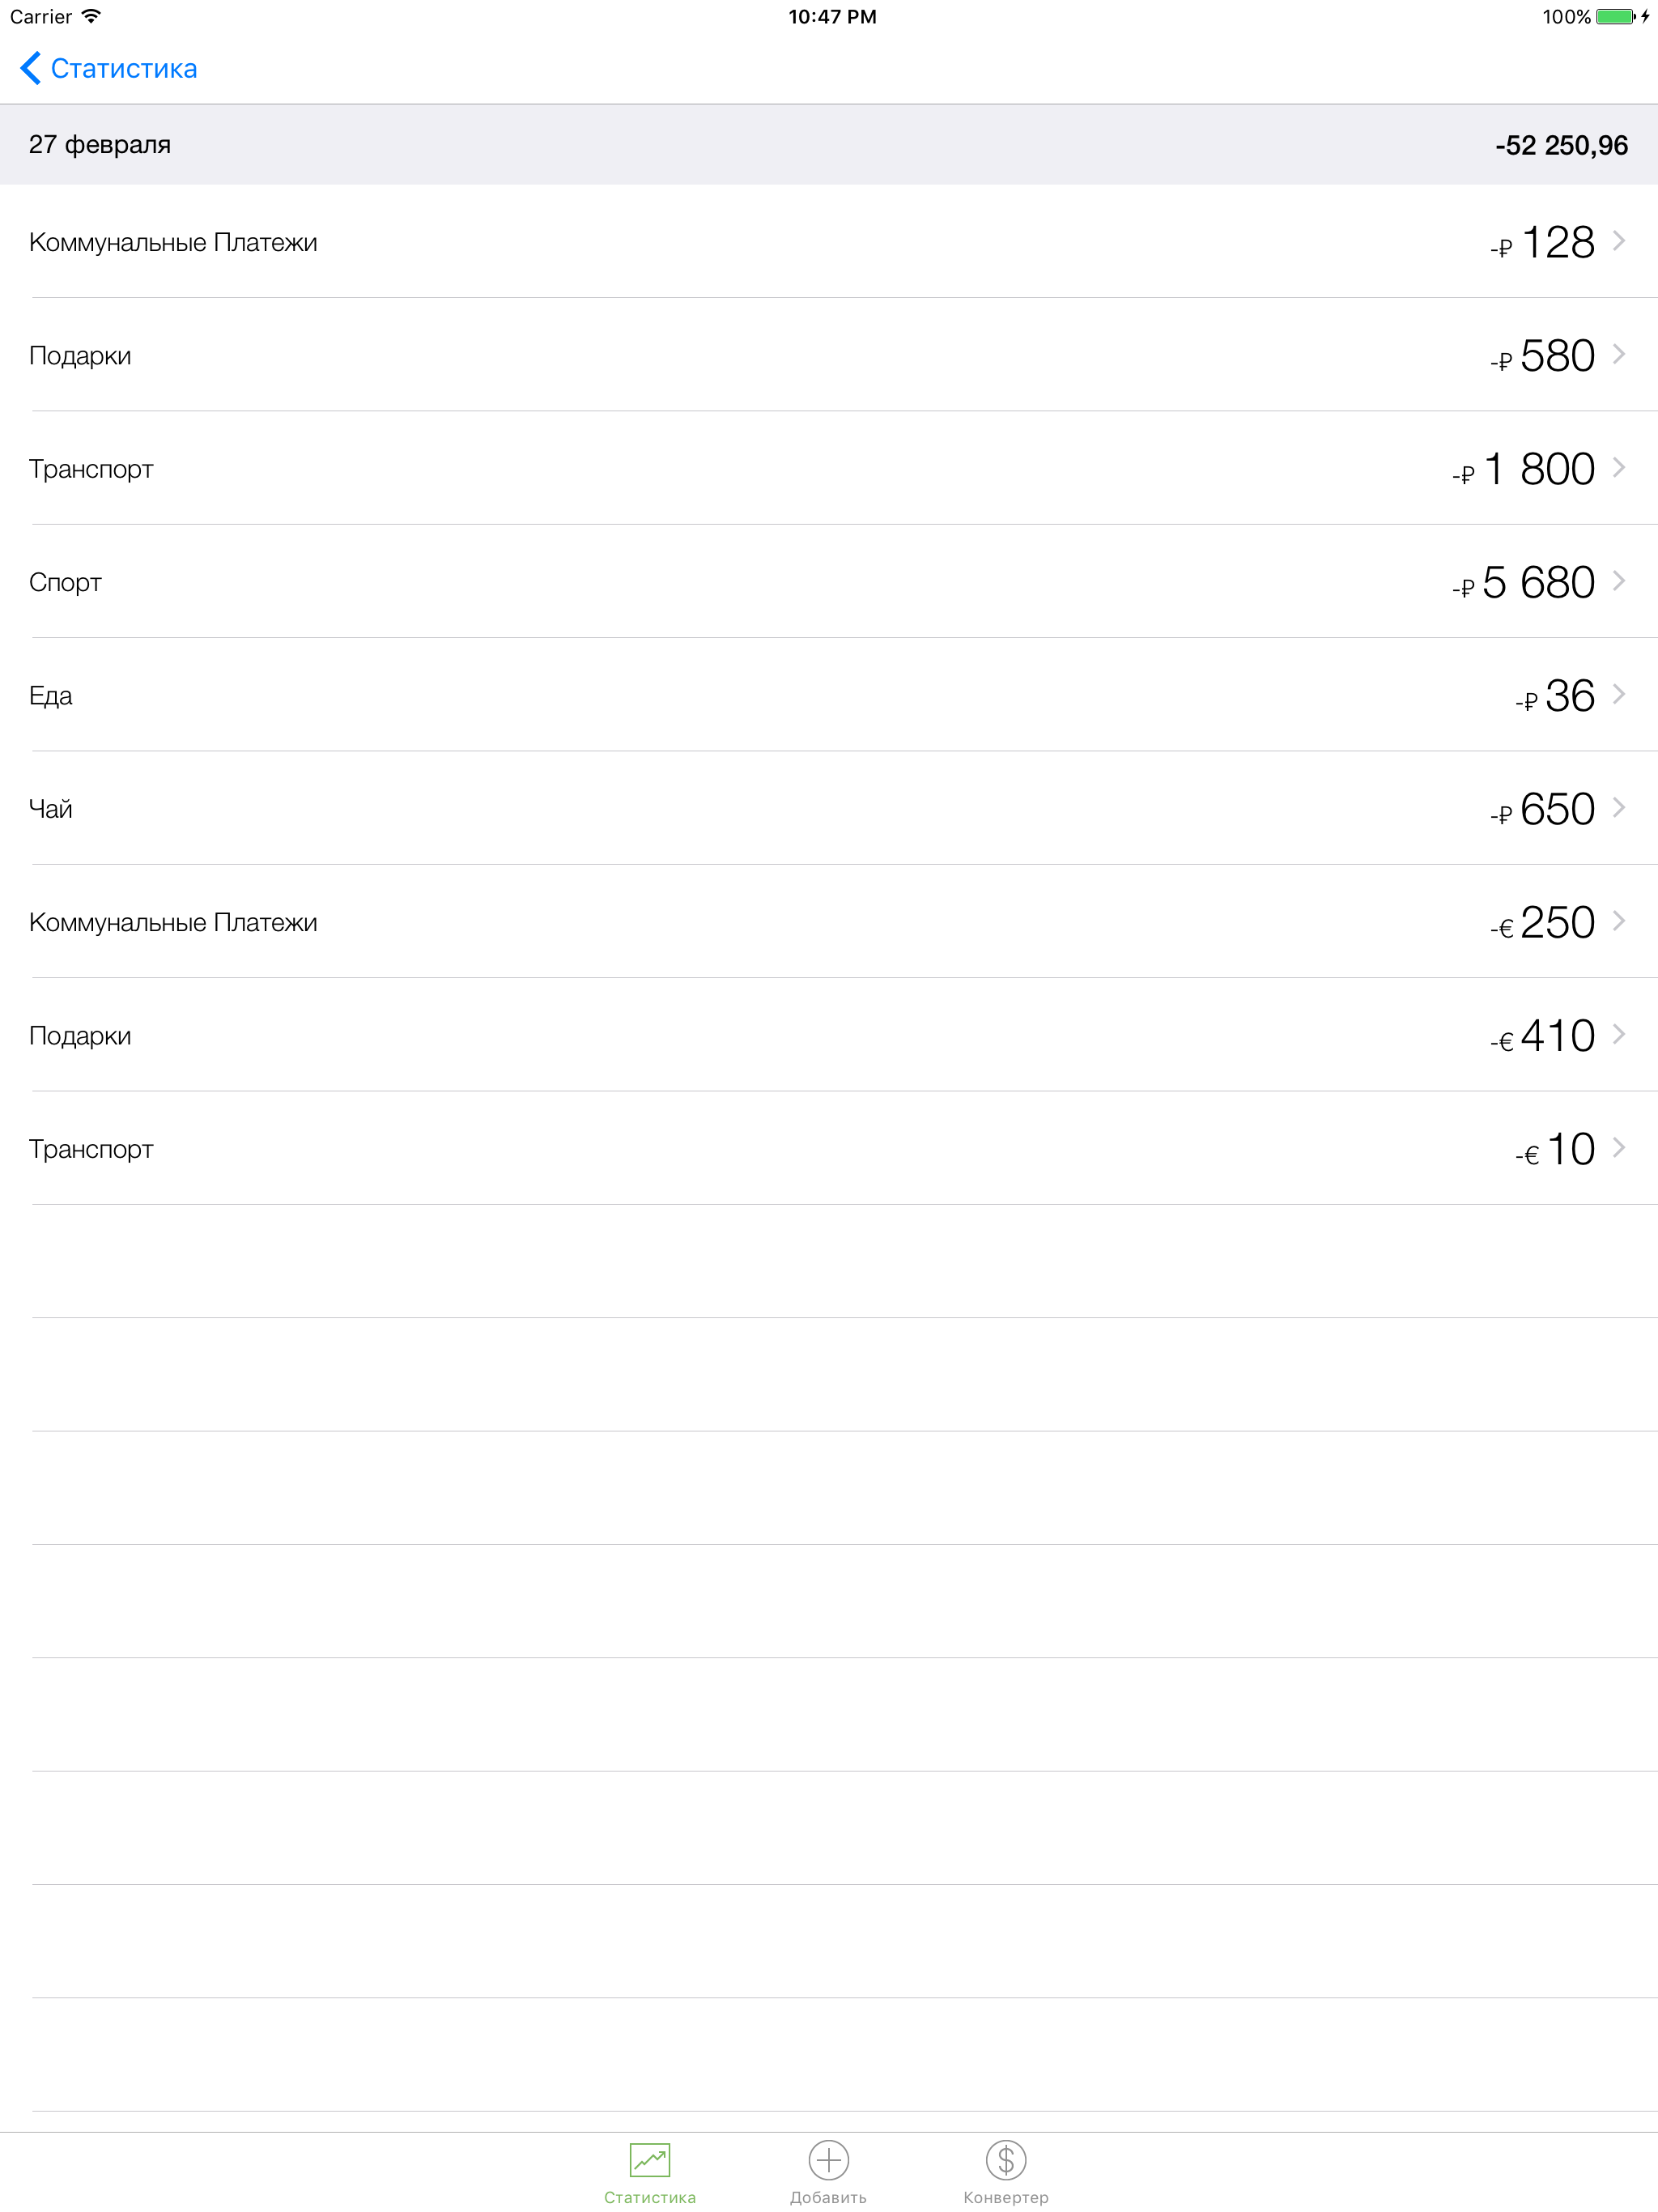 Carrier 10:47 PM 100%
Статистика
27 февраля -52 250,96
Коммунальные Платежи -₽ 128
Подарки -₽ 580
Транспорт -₽ 1 800
Спорт -₽ 5 680
Еда -₽ 36
Чай -₽ 650
Коммунальные Платежи -€ 250
Подарки -€ 410
Транспорт -€ 10
Статистика Добавить Конвертер